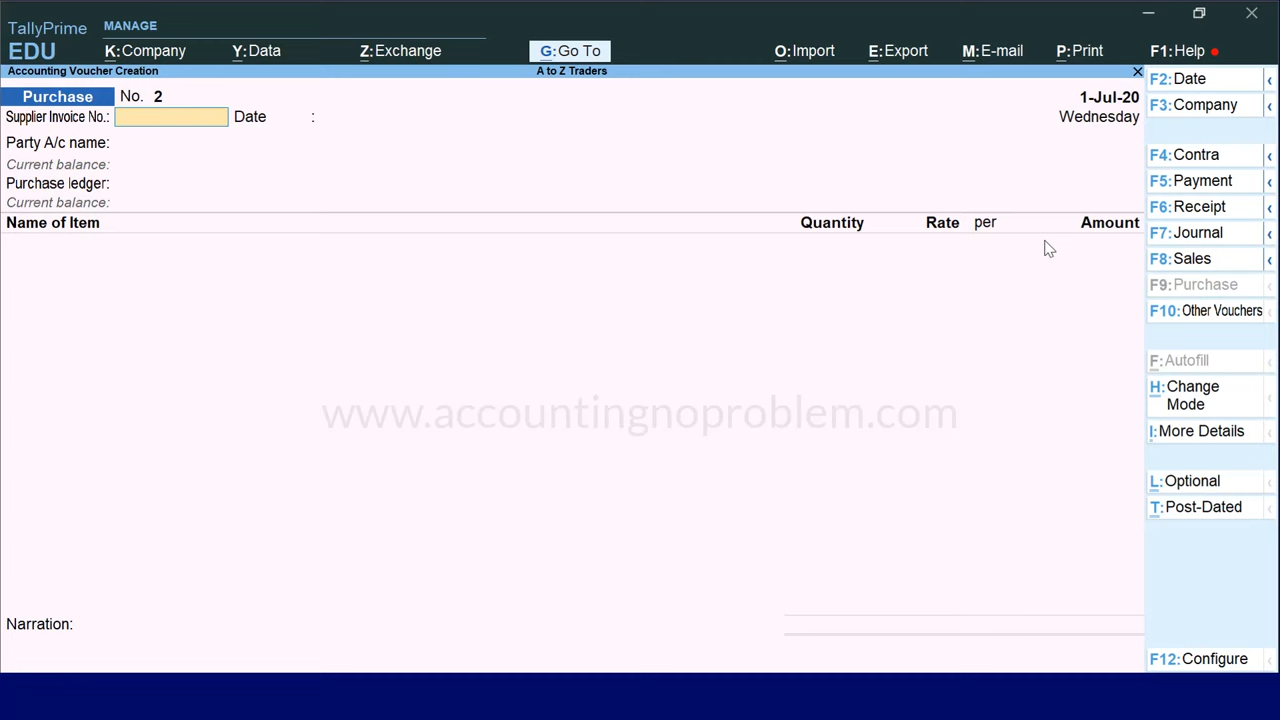 TallyPrime MANAGE
EDU K:Company Y:Data Z:Exchange G:Go To O:Import E:Export M:E-mail P:Print F1:Help
Accounting Voucher Creation A to Z Traders
Purchase No. 2 1-Jul-20
Supplier Invoice No.: Date : Wednesday
Party A/c name:
Current balance:
Purchase ledger:
Current balance:
Name of Item Quantity Rate per Amount
www.accountingnoproblem.com
Narration:
F2:Date
F3:Company
F4:Contra
F5:Payment
F6:Receipt
F7:Journal
F8:Sales
F9:Purchase
F10:Other Vouchers
F:Autofill
H:Change
Mode
I:More Details
L:Optional
T:Post-Dated
F12:Configure